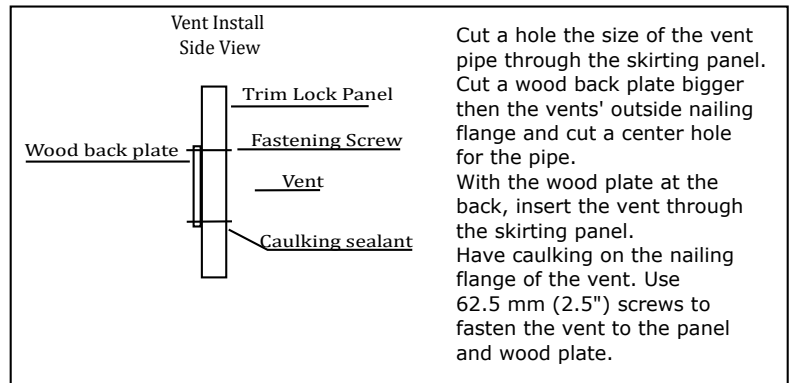 Vent Install
Side View
Trim Lock Panel
Fastening Screw
Wood back plate
Vent
Caulking sealant
Cut a hole the size of the vent
pipe through the skirting panel.
Cut a wood back plate bigger
then the vents' outside nailing
flange and cut a center hole
for the pipe.
With the wood plate at the
back, insert the vent through
the skirting panel.
Have caulking on the nailing
flange of the vent. Use
62.5 mm (2.5") screws to
fasten the vent to the panel
and wood plate.